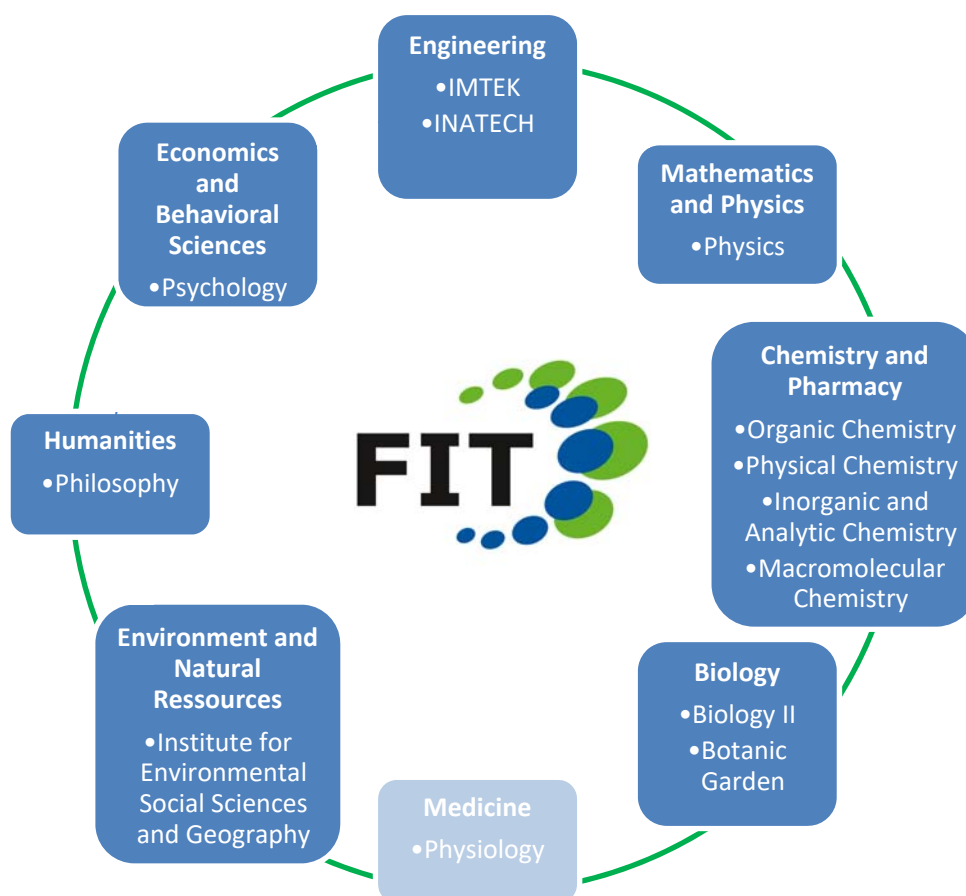 Engineering
•IMTEK
•INATECH
Mathematics
and Physics
•Physics
Chemistry and
Pharmacy
•Organic Chemistry
•Physical Chemistry
•Inorganic and
Analytic Chemistry
•Macromolecular
Chemistry
Biology
•Biology II
•Botanic
Garden
Medicine
•Physiology
Environment and
Natural
Ressources
•Institute for
Environmental
Social Sciences
and Geography
Humanities
•Philosophy
Economics
and
Behavioral
Sciences
•Psychology
FIT